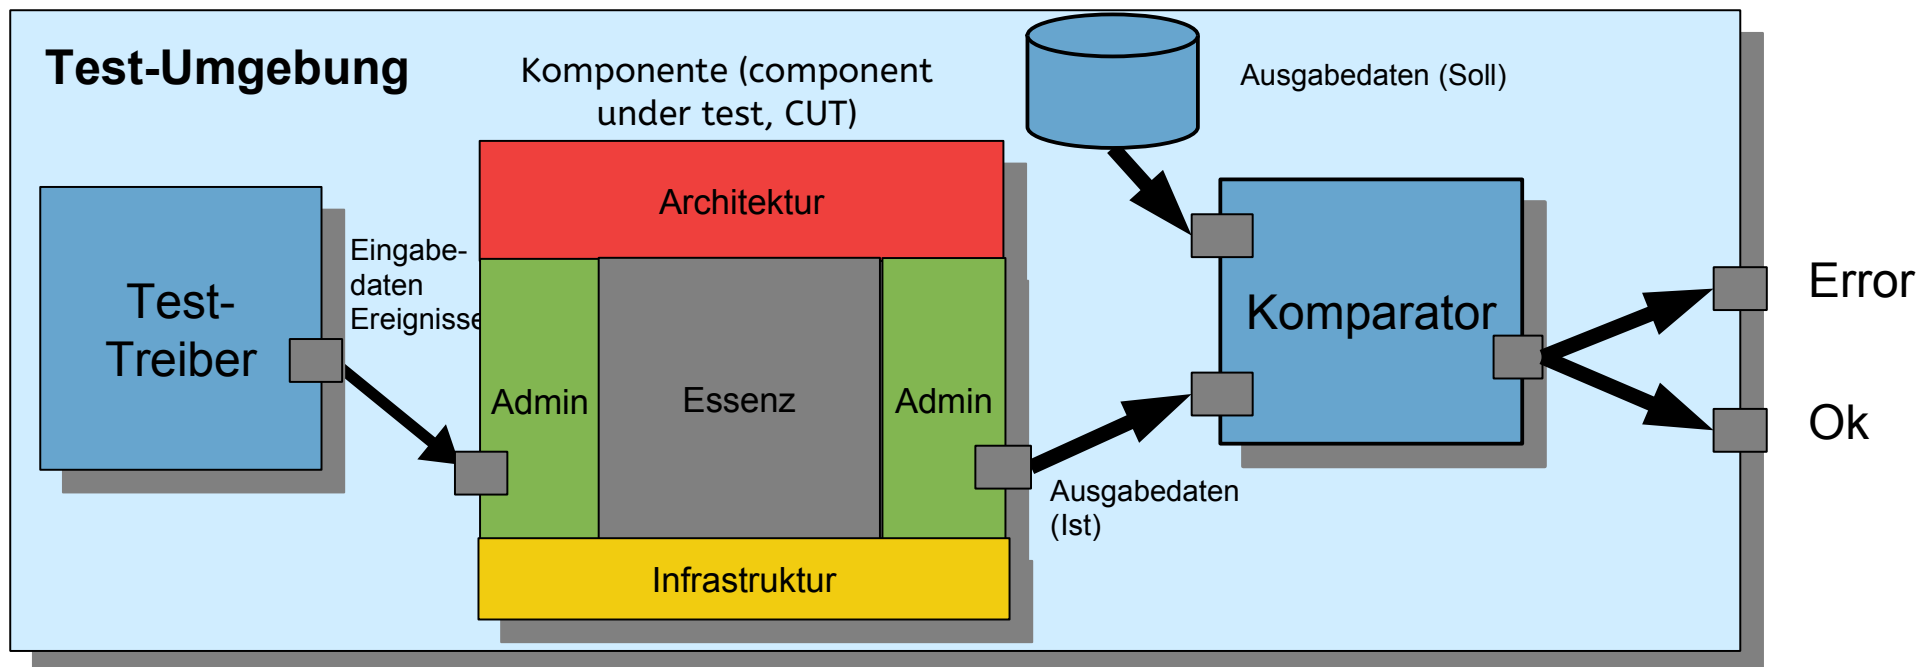 Test-Umgebung
Komponente (component
under test, CUT)
Ausgabedaten (Soll)
Architektur
Eingabe-
daten
Ereignisse
Test-
Treiber
Admin
Essenz
Admin
Komparator
Error
Ok
Ausgabedaten
(Ist)
Infrastruktur